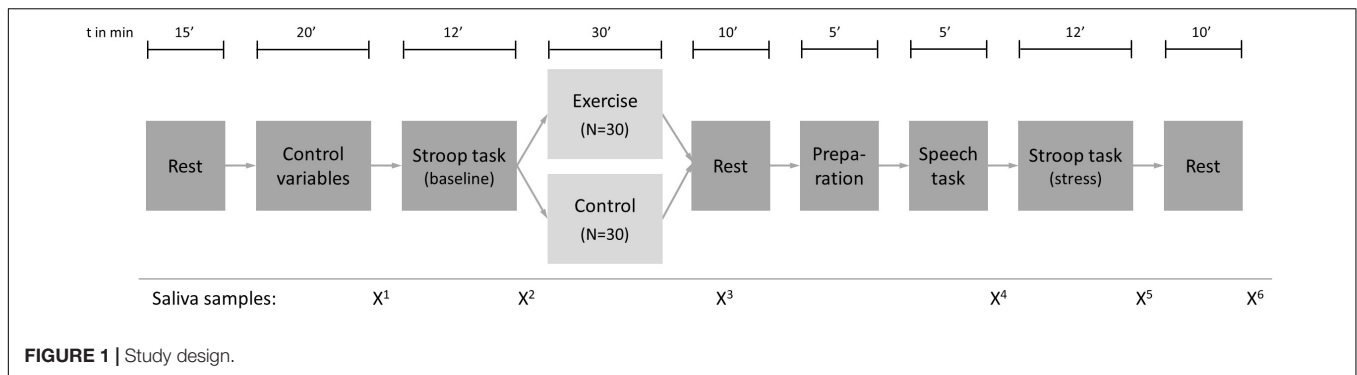 t in min 15’ 20’ 12’ 30’ 10’ 5’ 5’ 12’ 10’
Rest
Control
variables
Stroop task
(baseline)
Exercise
(N=30)
Control
(N=30)
Rest
Prepa-
ration
Speech
task
Stroop task
(stress)
Rest
Saliva samples: X¹ X² X³ X⁴ X⁵ X⁶
FIGURE 1 | Study design.